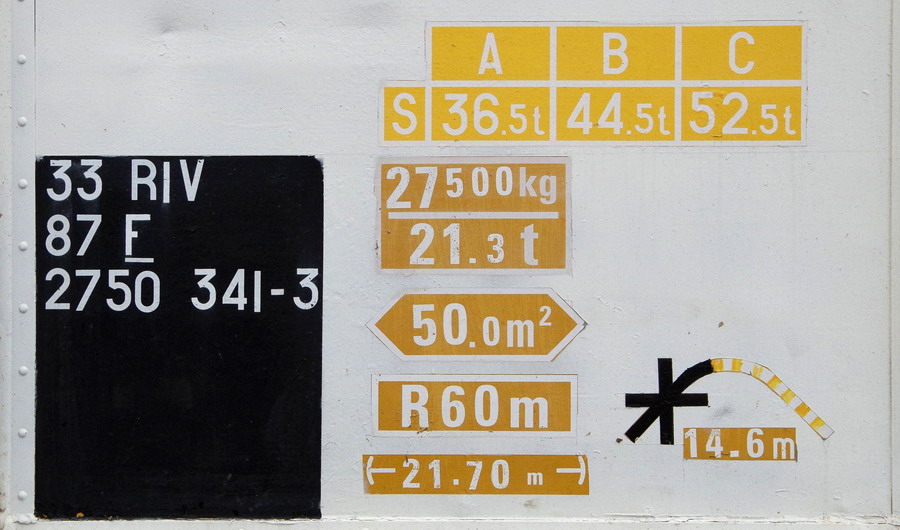 A B C
S 36.5t 44.5t 52.5t
33 RIV
87 F
2750 341-3
27500kg
21.3 t
50.0m²
R60m
21.70 m
14.6m